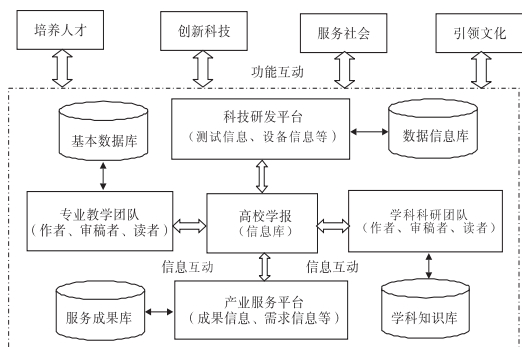 培养人才
创新科技
服务社会
引领文化
功能互动
科技研发平台
（测试信息、设备信息等）
基本数据库
数据信息库
专业教学团队
（作者、审稿者、读者）
高校学报
（信息库）
学科科研团队
（作者、审稿者、读者）
信息互动
信息互动
产业服务平台
（成果信息、需求信息等）
服务成果库
学科知识库